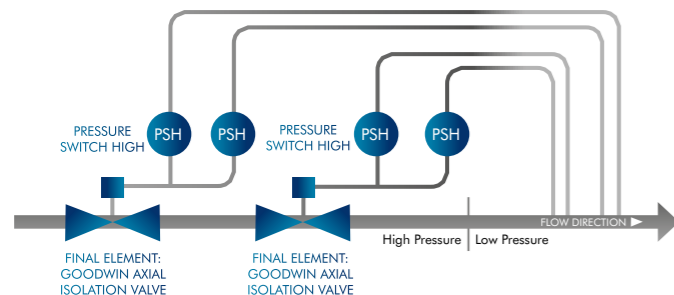 PRESSURE
SWITCH HIGH
PSH
PSH
PRESSURE
SWITCH HIGH
PSH
PSH
FLOW DIRECTION ►
High Pressure
Low Pressure
FINAL ELEMENT:
GOODWIN AXIAL
ISOLATION VALVE
FINAL ELEMENT:
GOODWIN AXIAL
ISOLATION VALVE